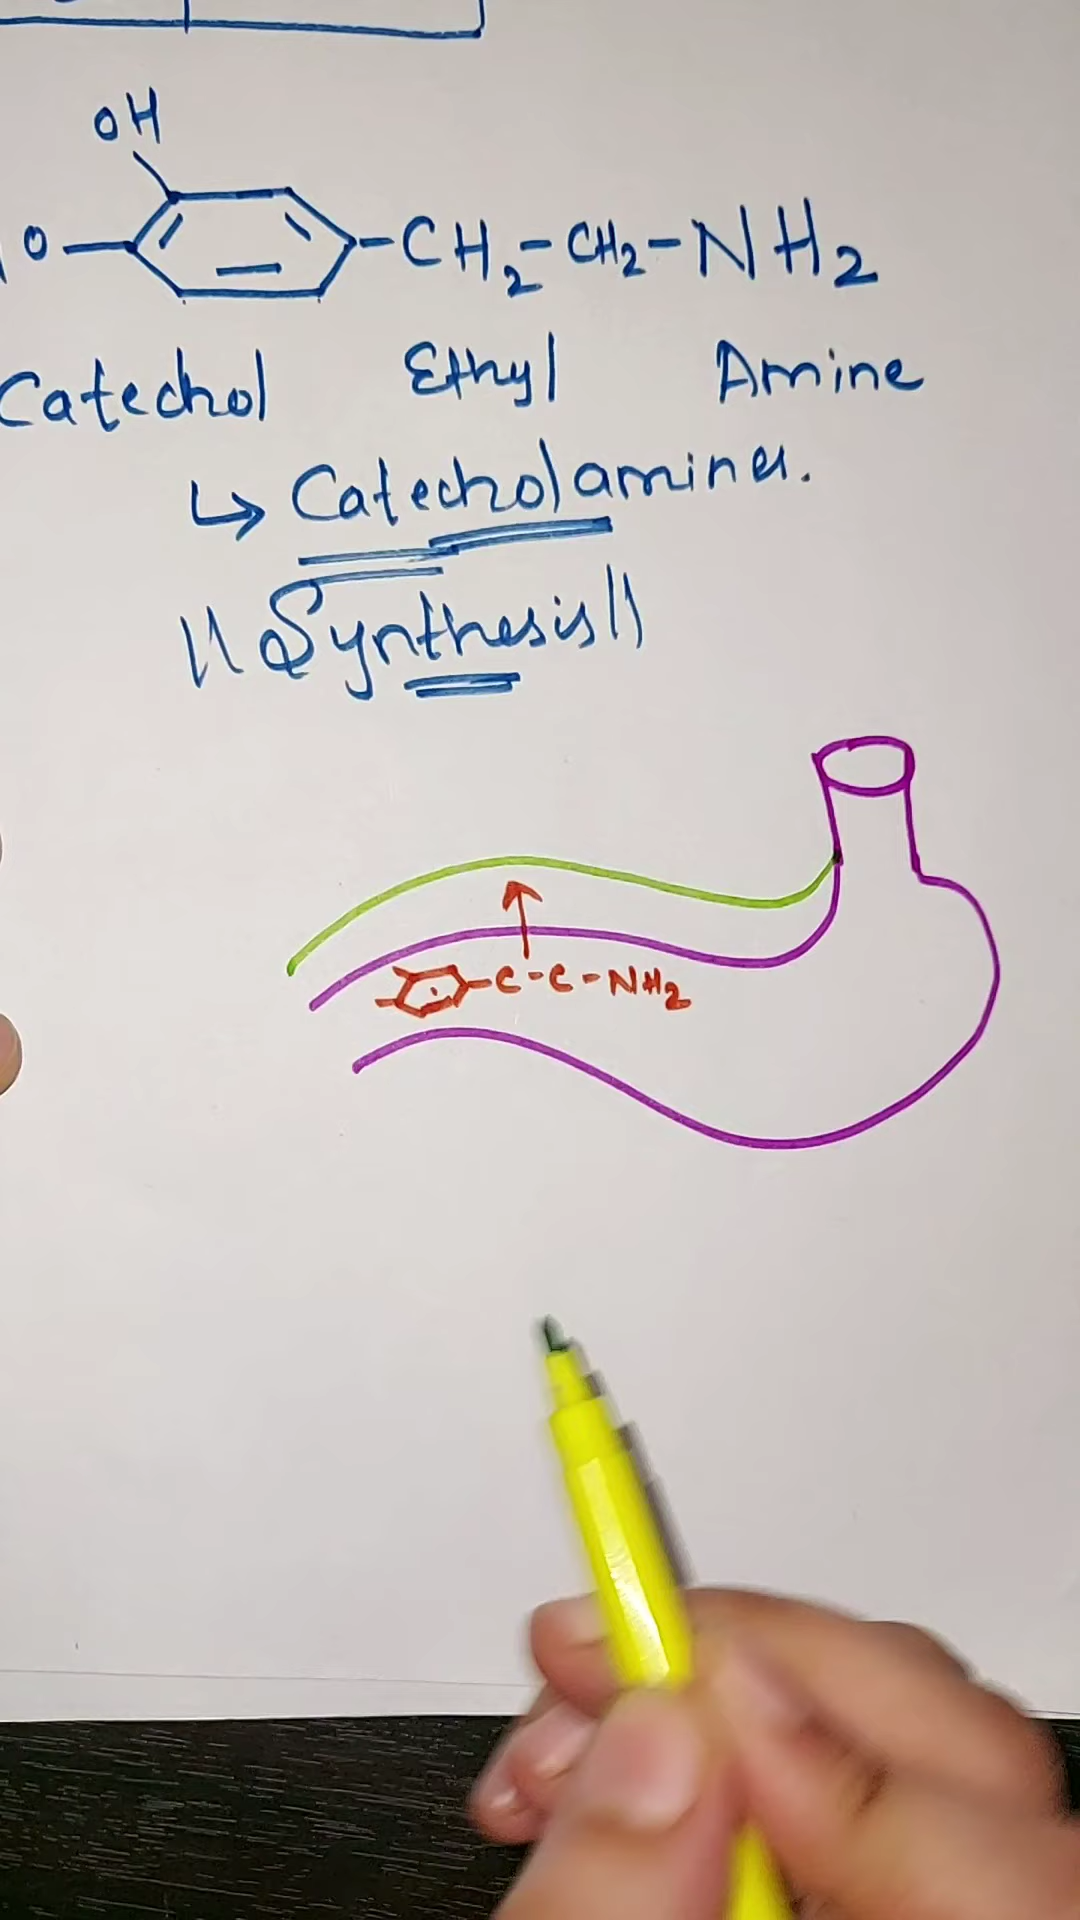 OH
O-CH₂-CH₂-NH₂
Catechol Ethyl Amine
↳ Catecholamines.
\\ Synthesis \\
-C-C-NH₂